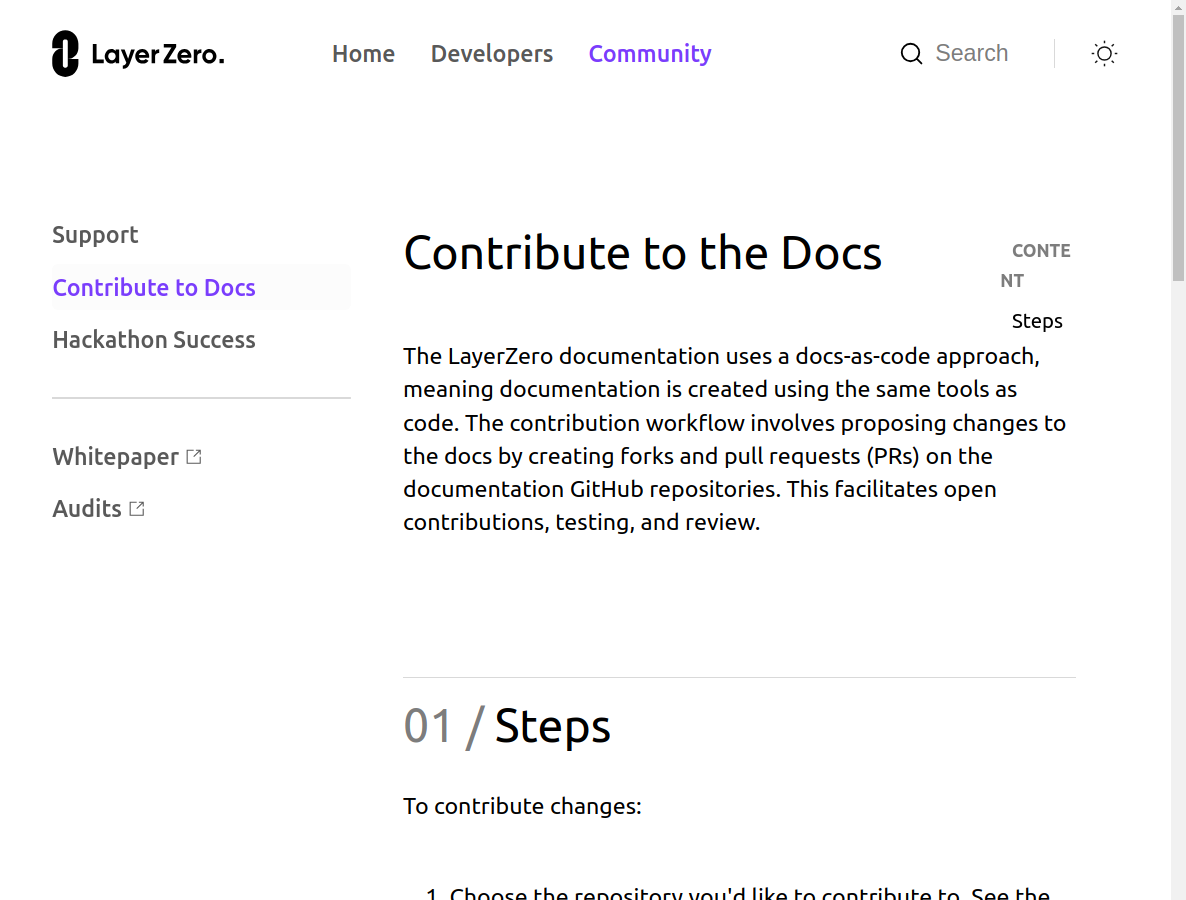 LayerZero.
Home
Developers
Community
Search
Support
Contribute to Docs
Hackathon Success
Whitepaper
Audits
Contribute to the Docs
CONTE
NT
Steps
The LayerZero documentation uses a docs-as-code approach,
meaning documentation is created using the same tools as
code. The contribution workflow involves proposing changes to
the docs by creating forks and pull requests (PRs) on the
documentation GitHub repositories. This facilitates open
contributions, testing, and review.
01 / Steps
To contribute changes:
1. Choose the repository you'd like to contribute to. See the